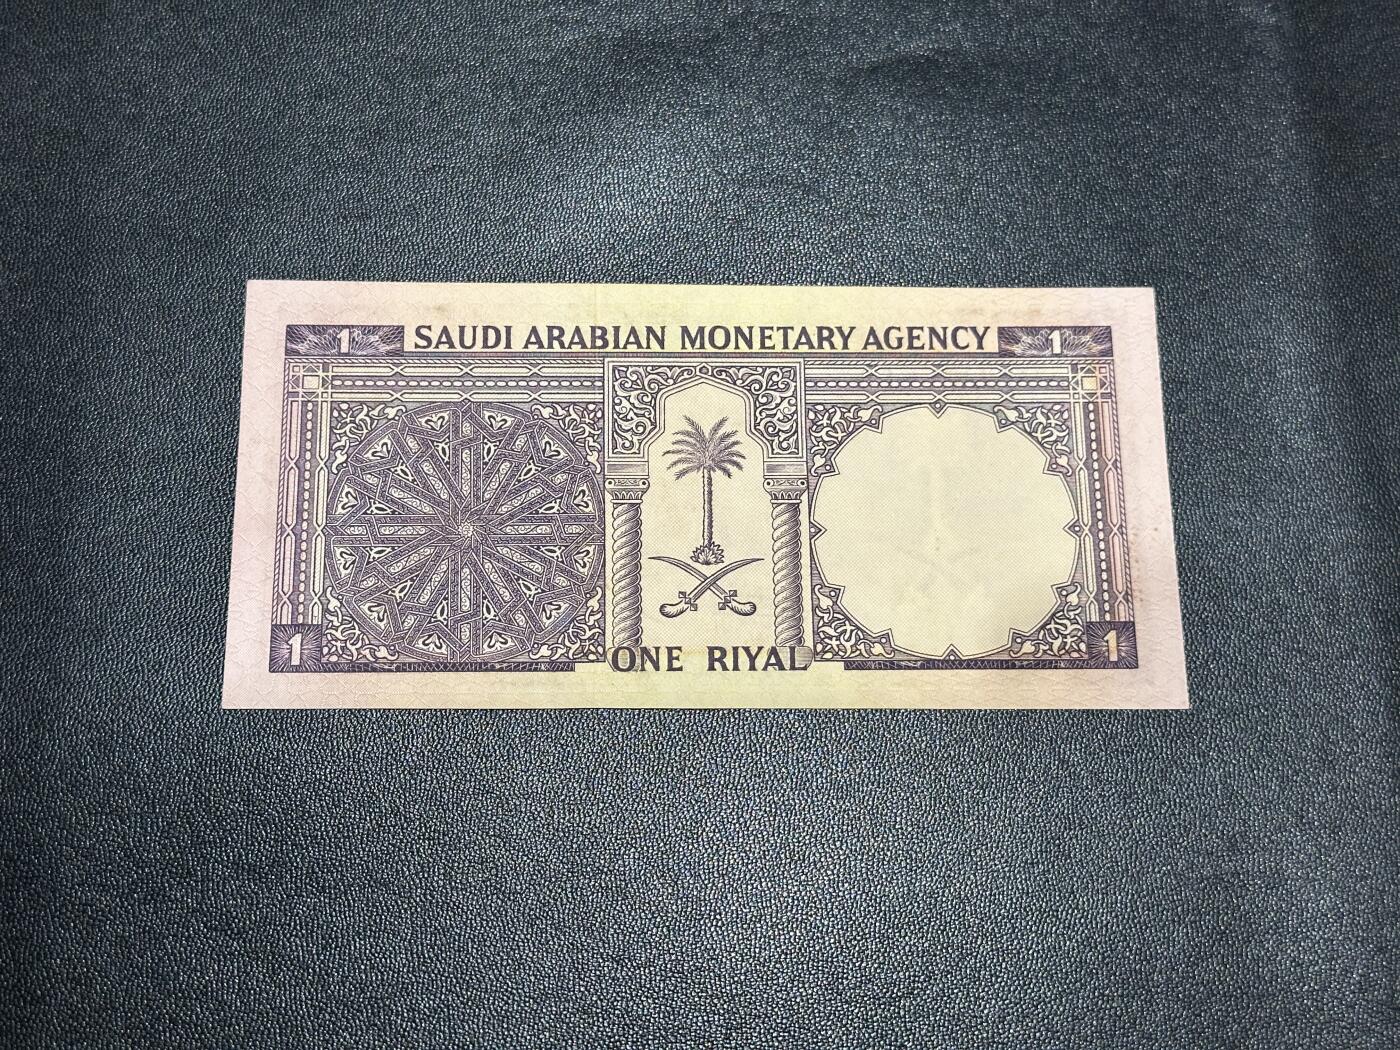 1 SAUDI ARABIAN MONETARY AGENCY 1
1 ONE RIYAL 1